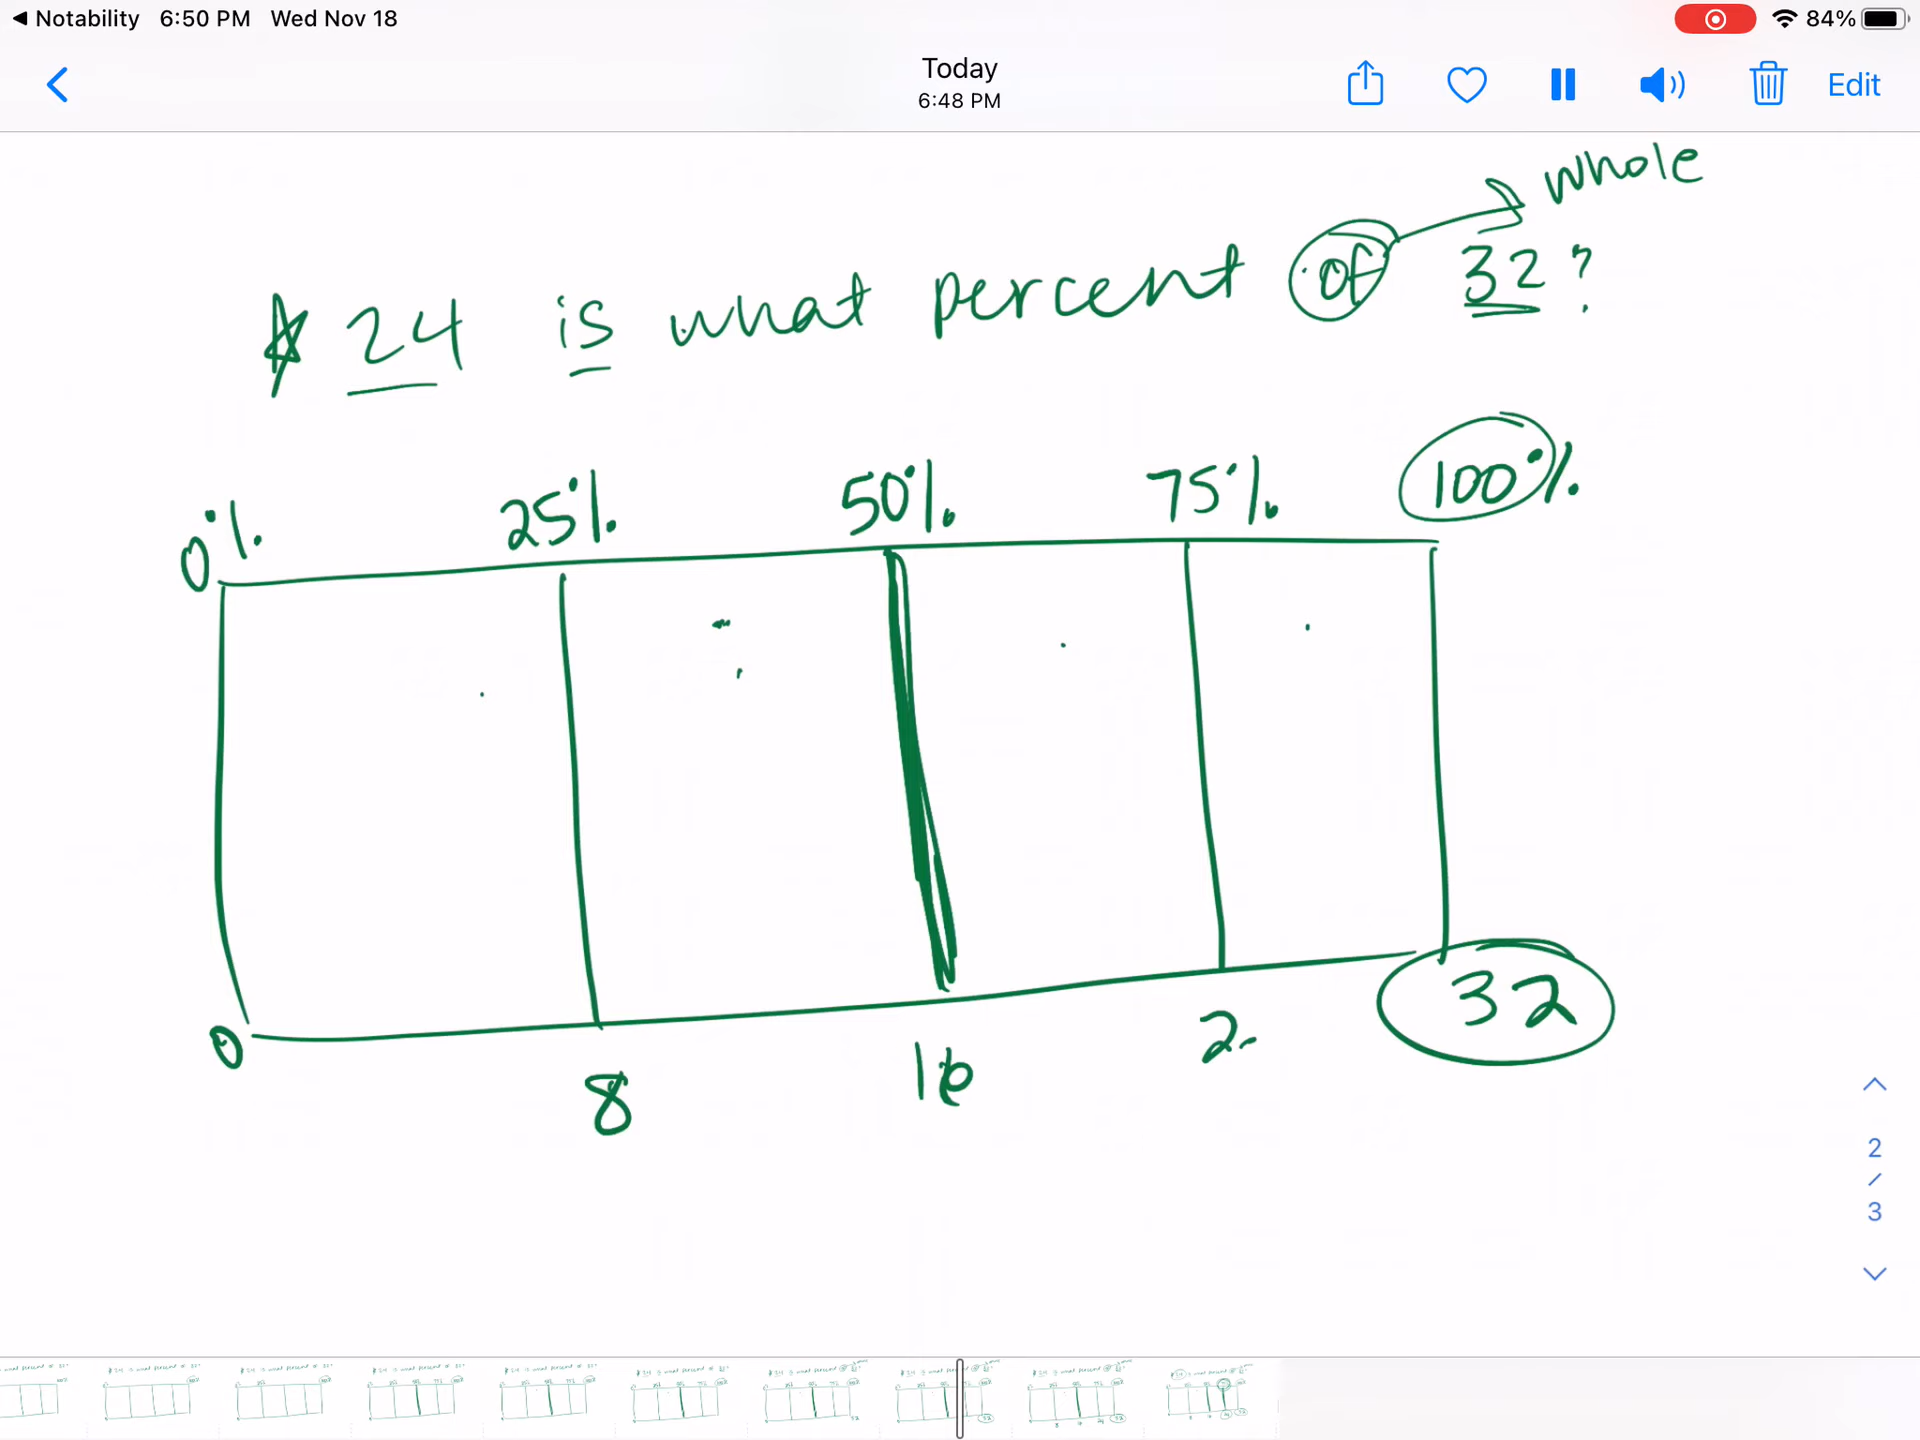 Notability 6:50 PM Wed Nov 18 84%
Today
6:48 PM
Edit
whole
24 is what percent of 32?
0% 25% 50% 75% 100%
0 8 16 2 32
2
/
3